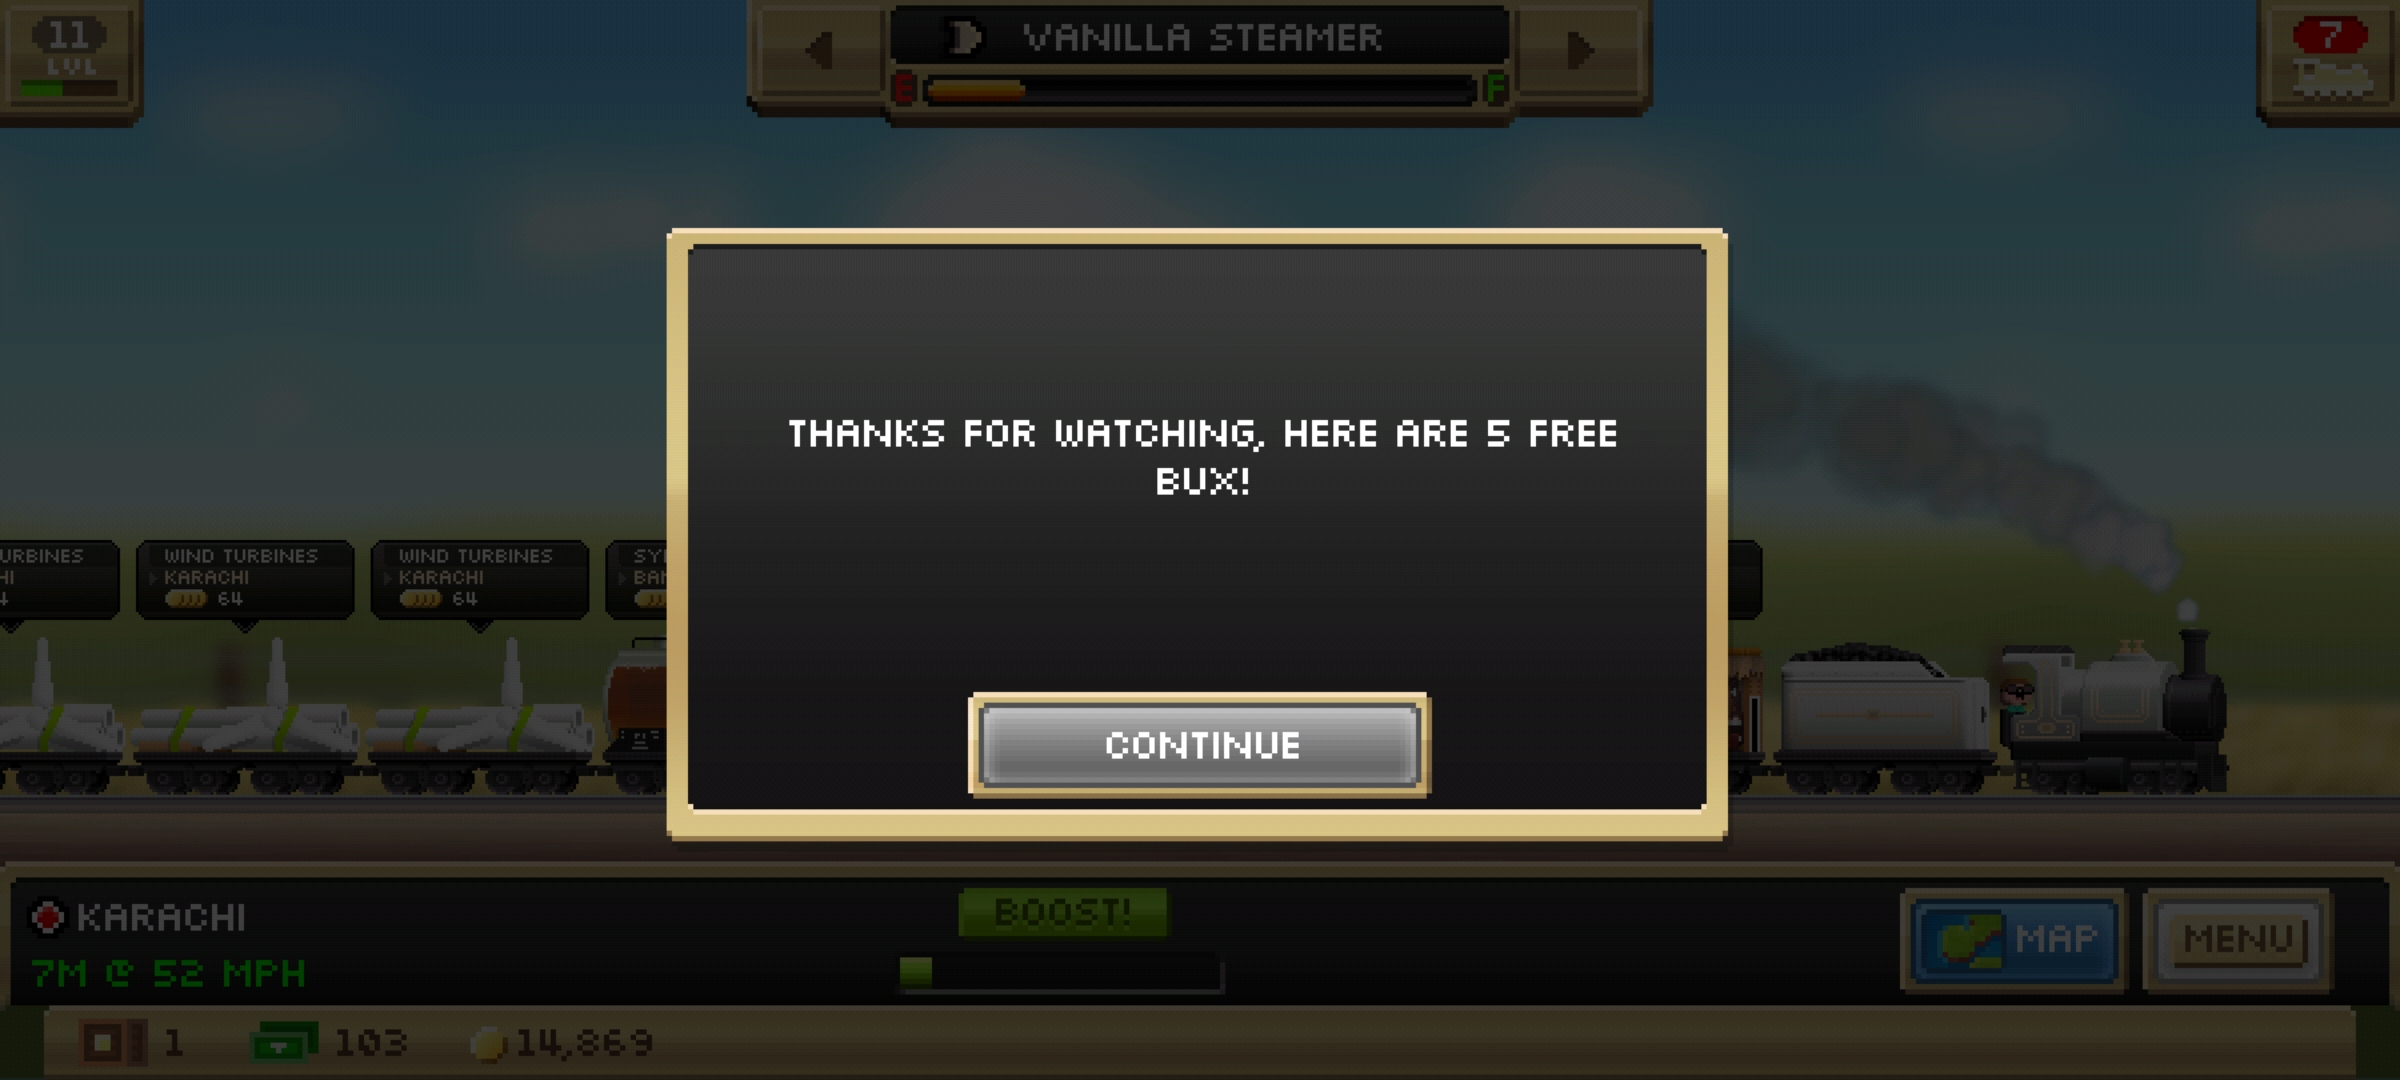 11
LVL
VANILLA STEAMER
E
F
7
THANKS FOR WATCHING, HERE ARE 5 FREE
BUX!
WIND TURBINES
KARACHI
64
WIND TURBINES
KARACHI
64
CONTINUE
KARACHI
7M @ 52 MPH
BOOST!
MAP
MENU
1
103
14,869